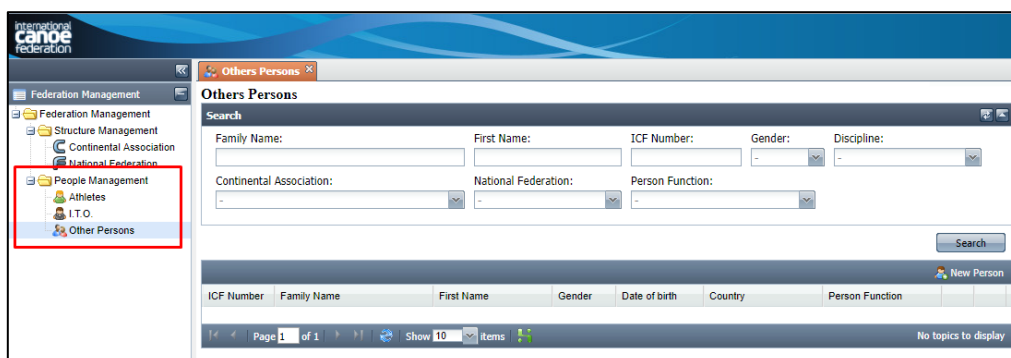 international
canoe
federation
Others Persons
Federation Management
Others Persons
Federation Management
Search
Structure Management
Family Name:
First Name:
ICF Number:
Gender:
Discipline:
Continental Association
-
-
National Federation
People Management
Continental Association:
National Federation:
Person Function:
Athletes
-
-
-
I.T.O.
Other Persons
Search
New Person
ICF Number
Family Name
First Name
Gender
Date of birth
Country
Person Function
Page 1 of 1
Show 10 items
No topics to display